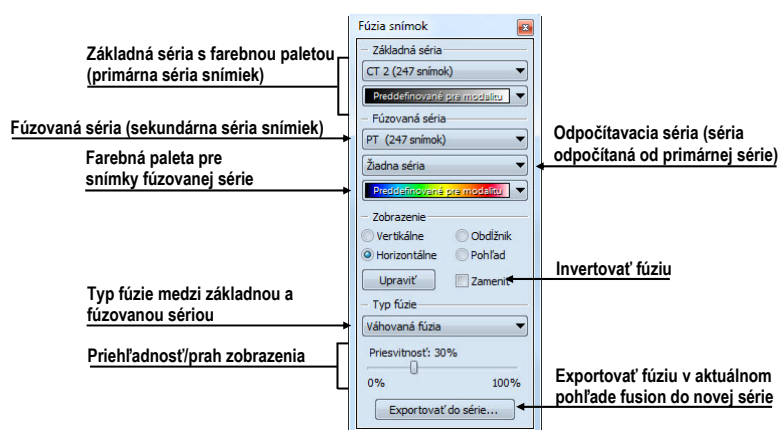 Fúzia snímok
Základná séria s farebnou paletou
(primárna séria snímiek)
Základná séria
CT 2 (247 snímok)
Preddefinované pre modalitu
Fúzovaná séria (sekundárna séria snímiek)
Fúzovaná séria
PT (247 snímok)
Odpočítavacia séria (séria
odpočítaná od primárnej série)
Farebná paleta pre
snímky fúzovanej série
Žiadna séria
Preddefinované pre modalitu
Zobrazenie
Vertikálne
Obdĺžnik
Horizontálne
Pohľad
Upraviť
Zameniť
Invertovať fúziu
Typ fúzie medzi základnou a
fúzovanou sériou
Typ fúzie
Váhovaná fúzia
Priehľadnosť/prah zobrazenia
Priesvitnosť: 30%
0%
100%
Exportovať do série...
Exportovať fúziu v aktuálnom
pohľade fusion do novej série